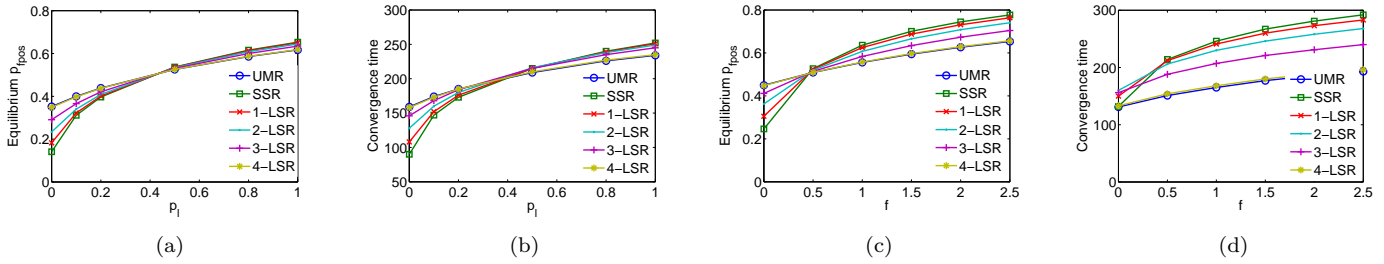 0.8
0.6
0.4
0.2
0
0 0.2 0.4 0.6 0.8 1
p_l
Equilibrium p_fpos
UMR
SSR
1−LSR
2−LSR
3−LSR
4−LSR
(a)
300
250
200
150
100
50
0 0.2 0.4 0.6 0.8 1
p_l
Convergence time
UMR
SSR
1−LSR
2−LSR
3−LSR
4−LSR
(b)
0.8
0.6
0.4
0.2
0
0 0.5 1 1.5 2 2.5
f
Equilibrium p_fpos
UMR
SSR
1−LSR
2−LSR
3−LSR
4−LSR
(c)
300
200
100
0
0 0.5 1 1.5 2 2.5
f
Convergence time
UMR
SSR
1−LSR
2−LSR
3−LSR
4−LSR
(d)